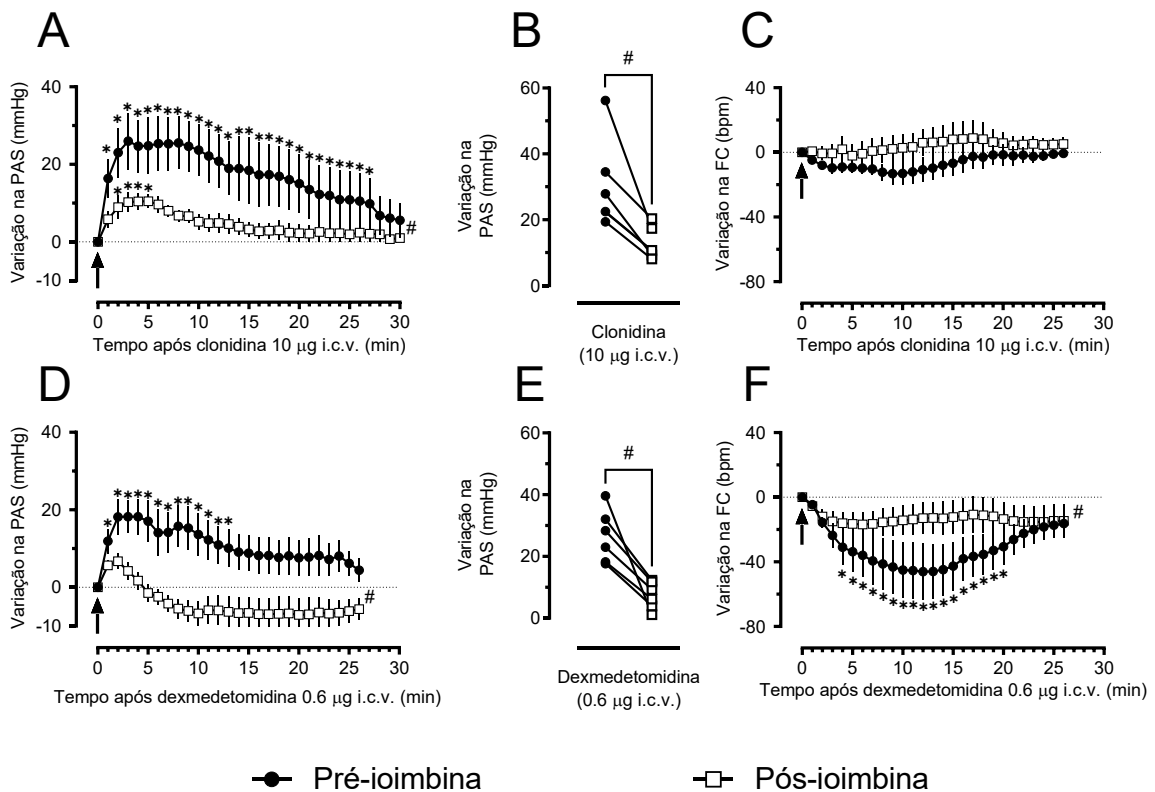 A
Variação na PAS (mmHg)
40
20
0
-10
* * * * * * * * * * * * * * * * * * * * * * * * * * *
* * * *
#
0 5 10 15 20 25 30
Tempo após clonidina 10 μg i.c.v. (min)
B
#
Variação na
PAS (mmHg)
60
40
20
0
Clonidina
(10 μg i.c.v.)
C
Variação na FC (bpm)
40
0
-40
-80
0 5 10 15 20 25 30
Tempo após clonidina 10 μg i.c.v. (min)
D
Variação na PAS (mmHg)
40
20
0
-10
* * * * * * * * * * * * *
#
0 5 10 15 20 25 30
Tempo após dexmedetomidina 0.6 μg i.c.v. (min)
E
#
Variação na
PAS (mmHg)
60
40
20
0
Dexmedetomidina
(0.6 μg i.c.v.)
F
Variação na FC (bpm)
40
0
-40
-80
#
* * * * * * * * * * * * * * * * *
0 5 10 15 20 25 30
Tempo após dexmedetomidina 0.6 μg i.c.v. (min)
Pré-ioimbina
Pós-ioimbina